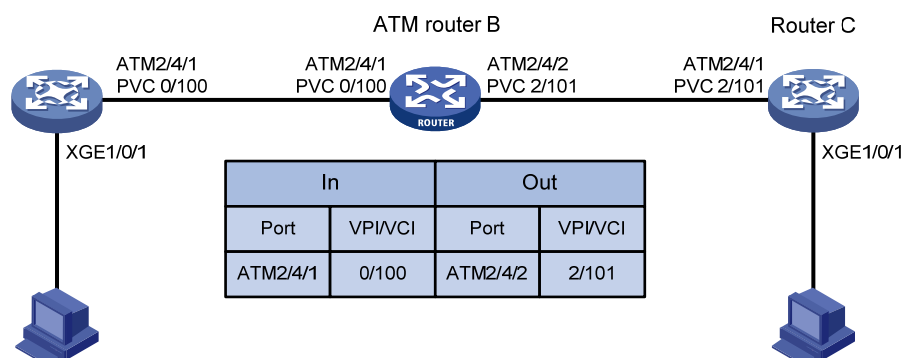 ATM router B
Router C
ATM2/4/1
PVC 0/100
ATM2/4/1
PVC 0/100
ATM2/4/2
PVC 2/101
ATM2/4/1
PVC 2/101
ROUTER
XGE1/0/1
XGE1/0/1
In
Out
Port
VPI/VCI
Port
VPI/VCI
ATM2/4/1
0/100
ATM2/4/2
2/101